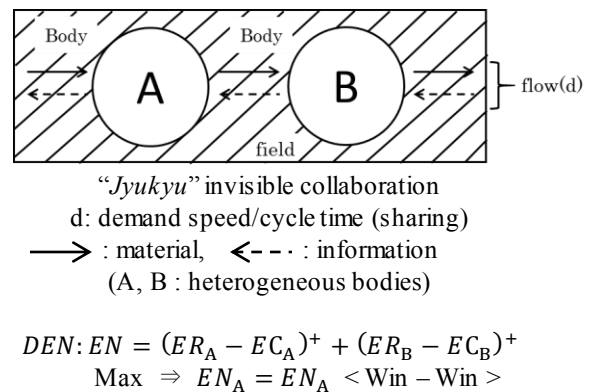 Body Body
A B
flow(d)
field
“Jyukyu” invisible collaboration
d: demand speed/cycle time (sharing)
: material, : information
(A, B : heterogeneous bodies)
DEN: EN = (ER_A − EC_A)⁺ + (ER_B − EC_B)⁺
Max ⇒ EN_A = EN_A < Win – Win >